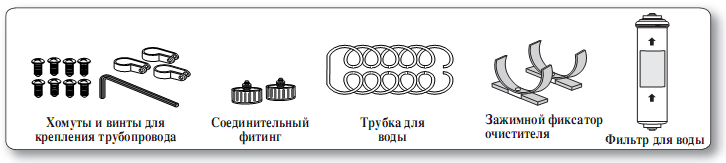 Хомуты и винты для
крепления трубопровода
Соединительный
фитинг
Трубка для
воды
Зажимной фиксатор
очистителя
Фильтр для воды